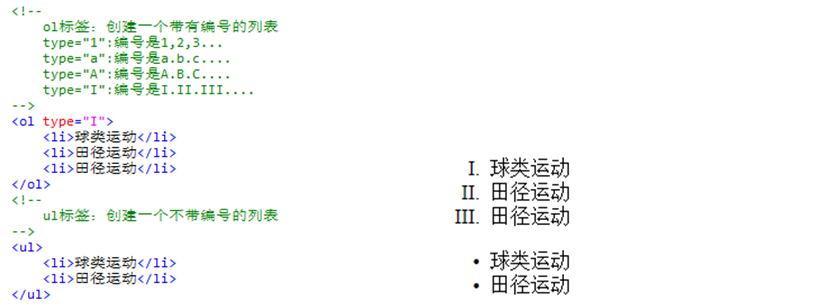 <!--
ol标签：创建一个带有编号的列表
type="1":编号是1,2,3...
type="a":编号是a.b.c....
type="A":编号是A.B.C....
type="I":编号是I.II.III....
-->
<ol type="I">
<li>球类运动</li>
<li>田径运动</li>
<li>田径运动</li>
</ol>
<!--
ul标签：创建一个不带编号的列表
-->
<ul>
<li>球类运动</li>
<li>田径运动</li>
</ul>
I. 球类运动
II. 田径运动
III. 田径运动
• 球类运动
• 田径运动